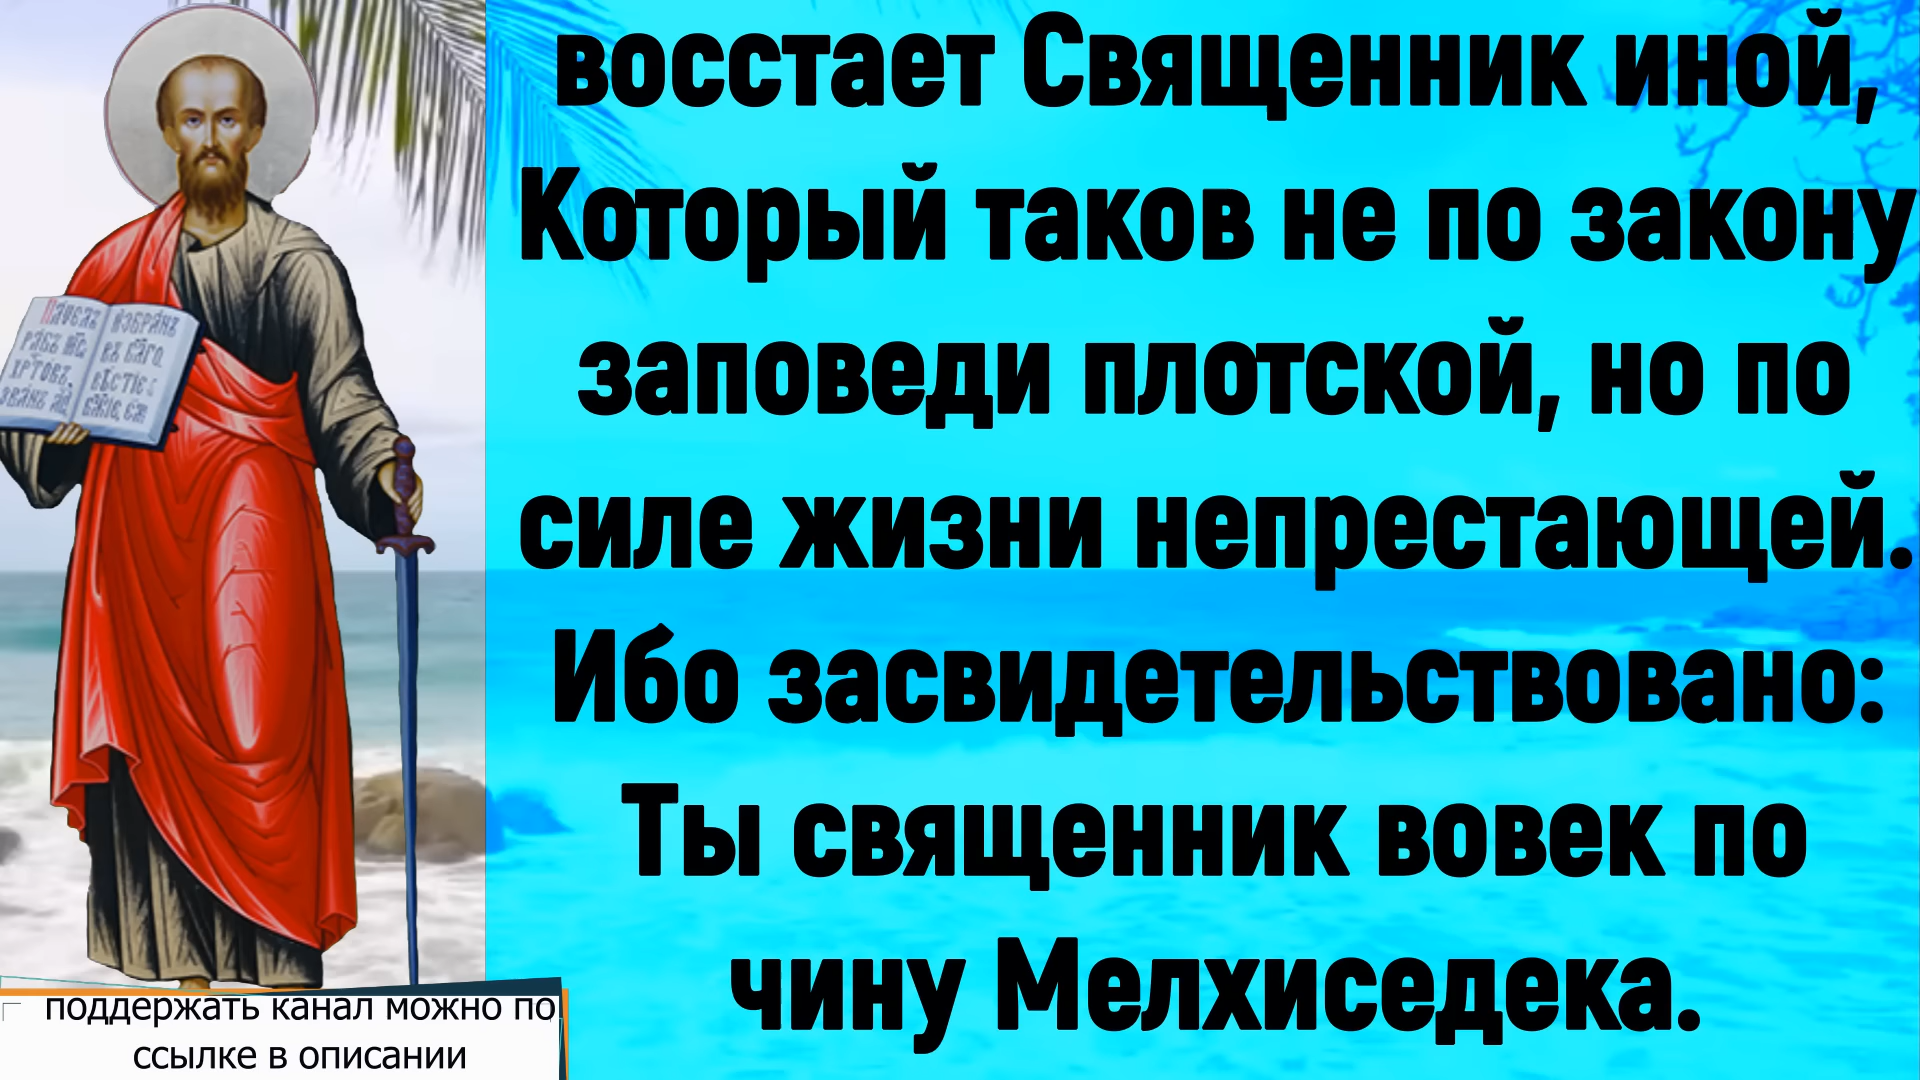 восстает Священник иной,
Который таков не по закону
заповеди плотской, но по
силе жизни непрестающей.
Ибо засвидетельствовано:
Ты священник вовек по
чину Мелхиседека.
поддержать канал можно по
ссылке в описании